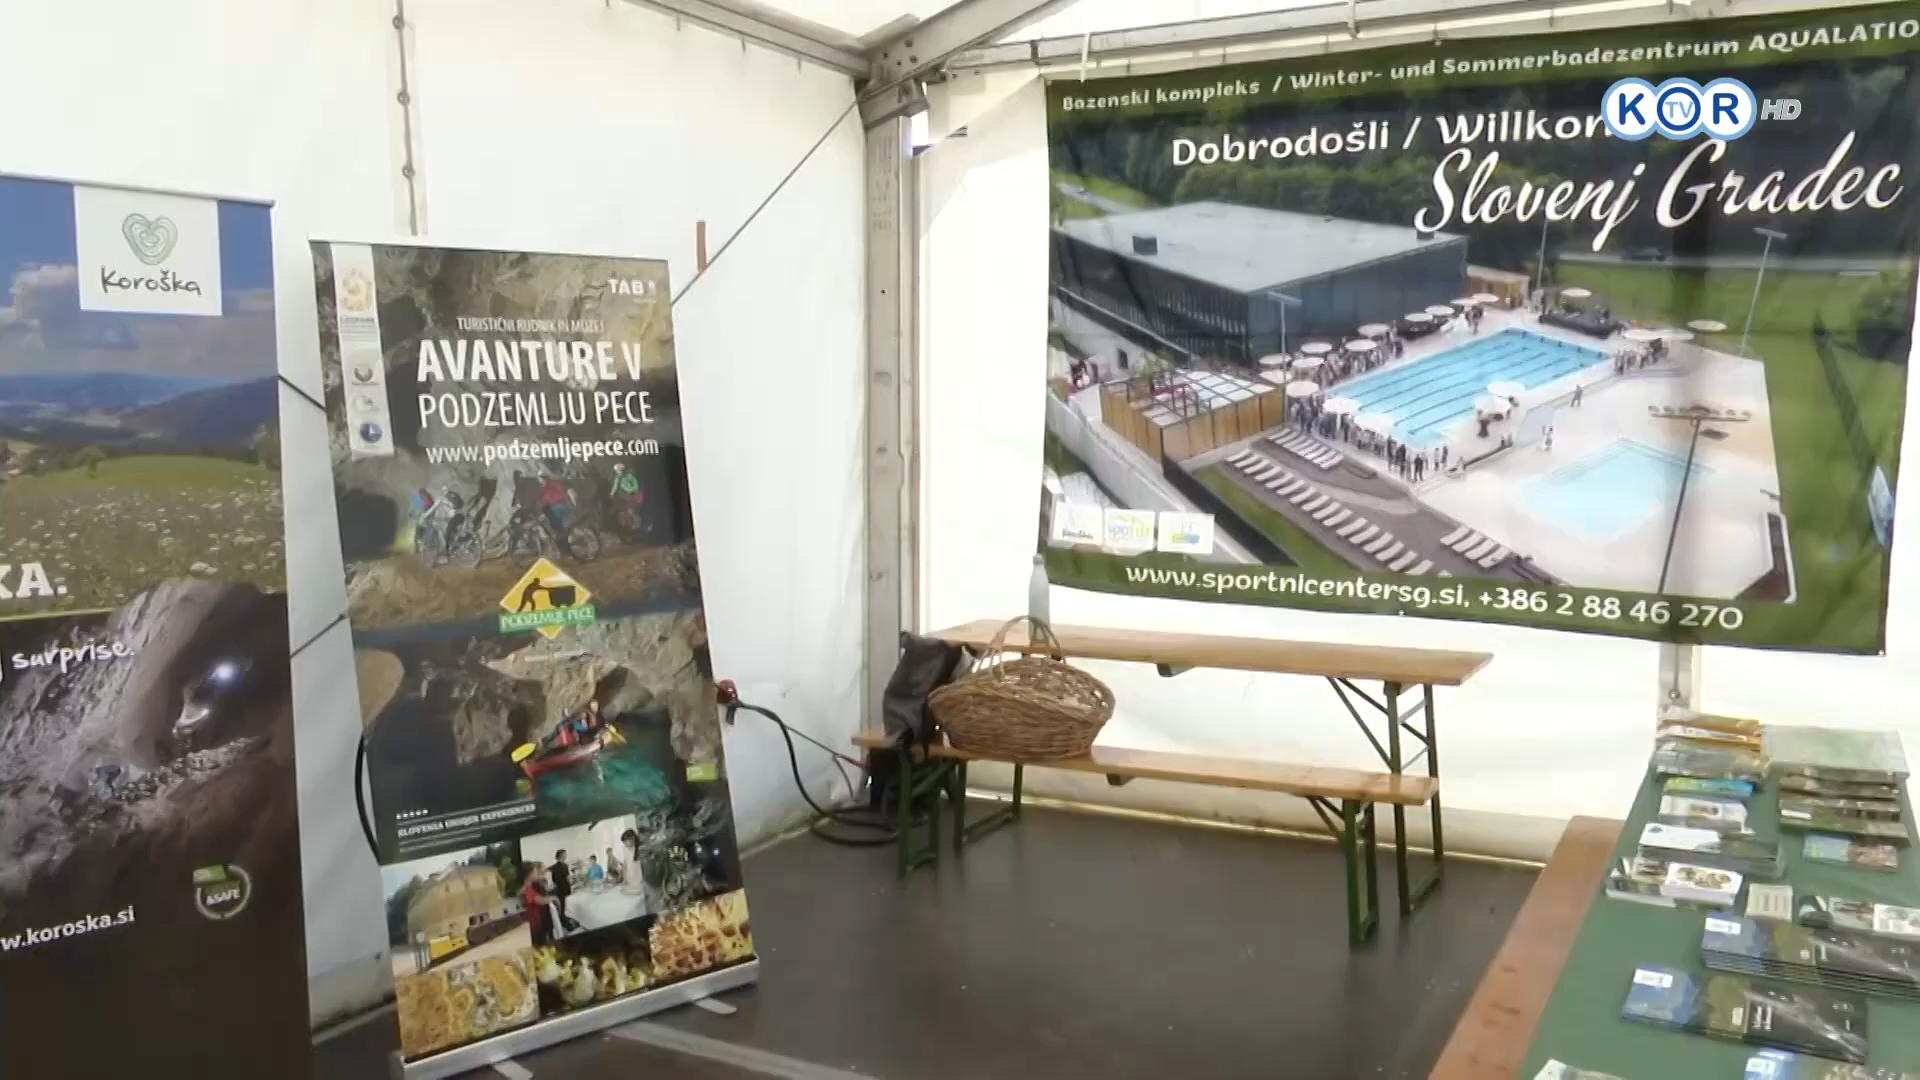 Koroška
KA.
surprise.
w.koroska.si
ASAFE
TAB
TURISTIČNI RUDNIK IN MUZEJ
AVANTURE V
PODZEMLJU PECE
www.podzemljepece.com
PODZEMLJE PECE
SLOVENIA UNIQUE EXPERIENCES
Bazenski kompleks / Winter- und Sommerbadezentrum AQUALATIO
Dobrodošli / Willkom
Slovenj Gradec
www.sportnicentersg.si, +386 2 88 46 270
KOR TV HD